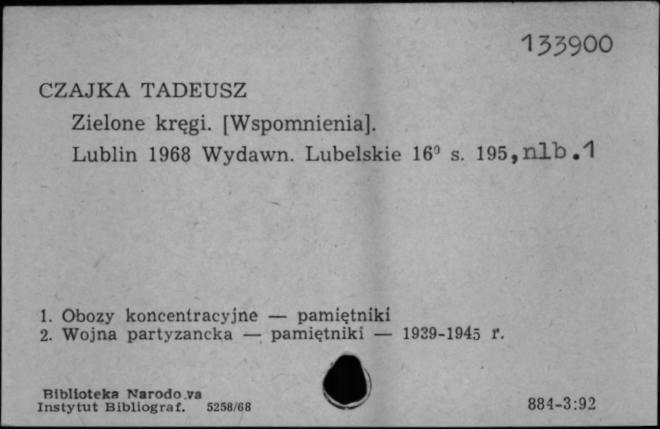 133900
CZAJKA TADEUSZ
Zielone kręgi. [Wspomnienia].
Lublin 1968 Wydawn. Lubelskie 16⁰ s. 195, nlb.1
1. Obozy koncentracyjne — pamiętniki
2. Wojna partyzancka — pamiętniki — 1939-1945 r.
Biblioteka Narodowa
Instytut Bibliograf. 5258/68
884-3:92